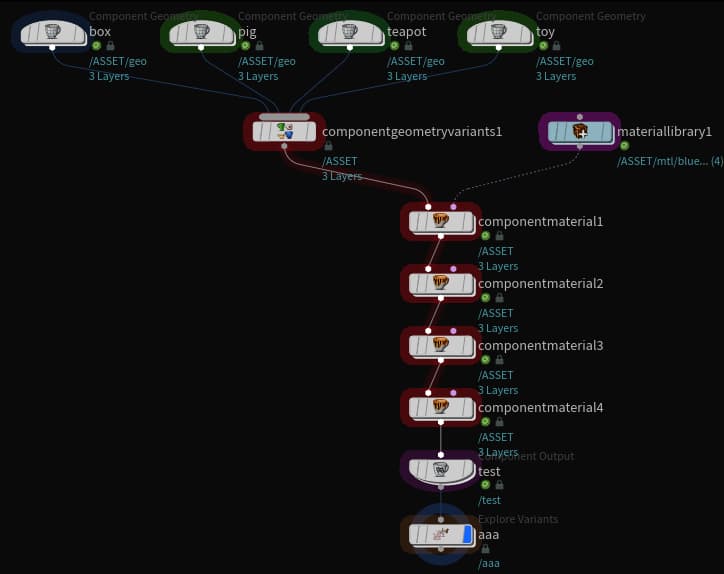 Component Geometry
box
/ASSET/geo
3 Layers
Component Geometry
pig
/ASSET/geo
3 Layers
Component Geometry
teapot
/ASSET/geo
3 Layers
Component Geometry
toy
/ASSET/geo
3 Layers
componentgeometryvariants1
/ASSET
3 Layers
materiallibrary1
/ASSET/mtl/blue... (4)
componentmaterial1
/ASSET
3 Layers
componentmaterial2
/ASSET
3 Layers
componentmaterial3
/ASSET
3 Layers
componentmaterial4
/ASSET
3 Layers
Component Output
test
/test
Explore Variants
aaa
/aaa